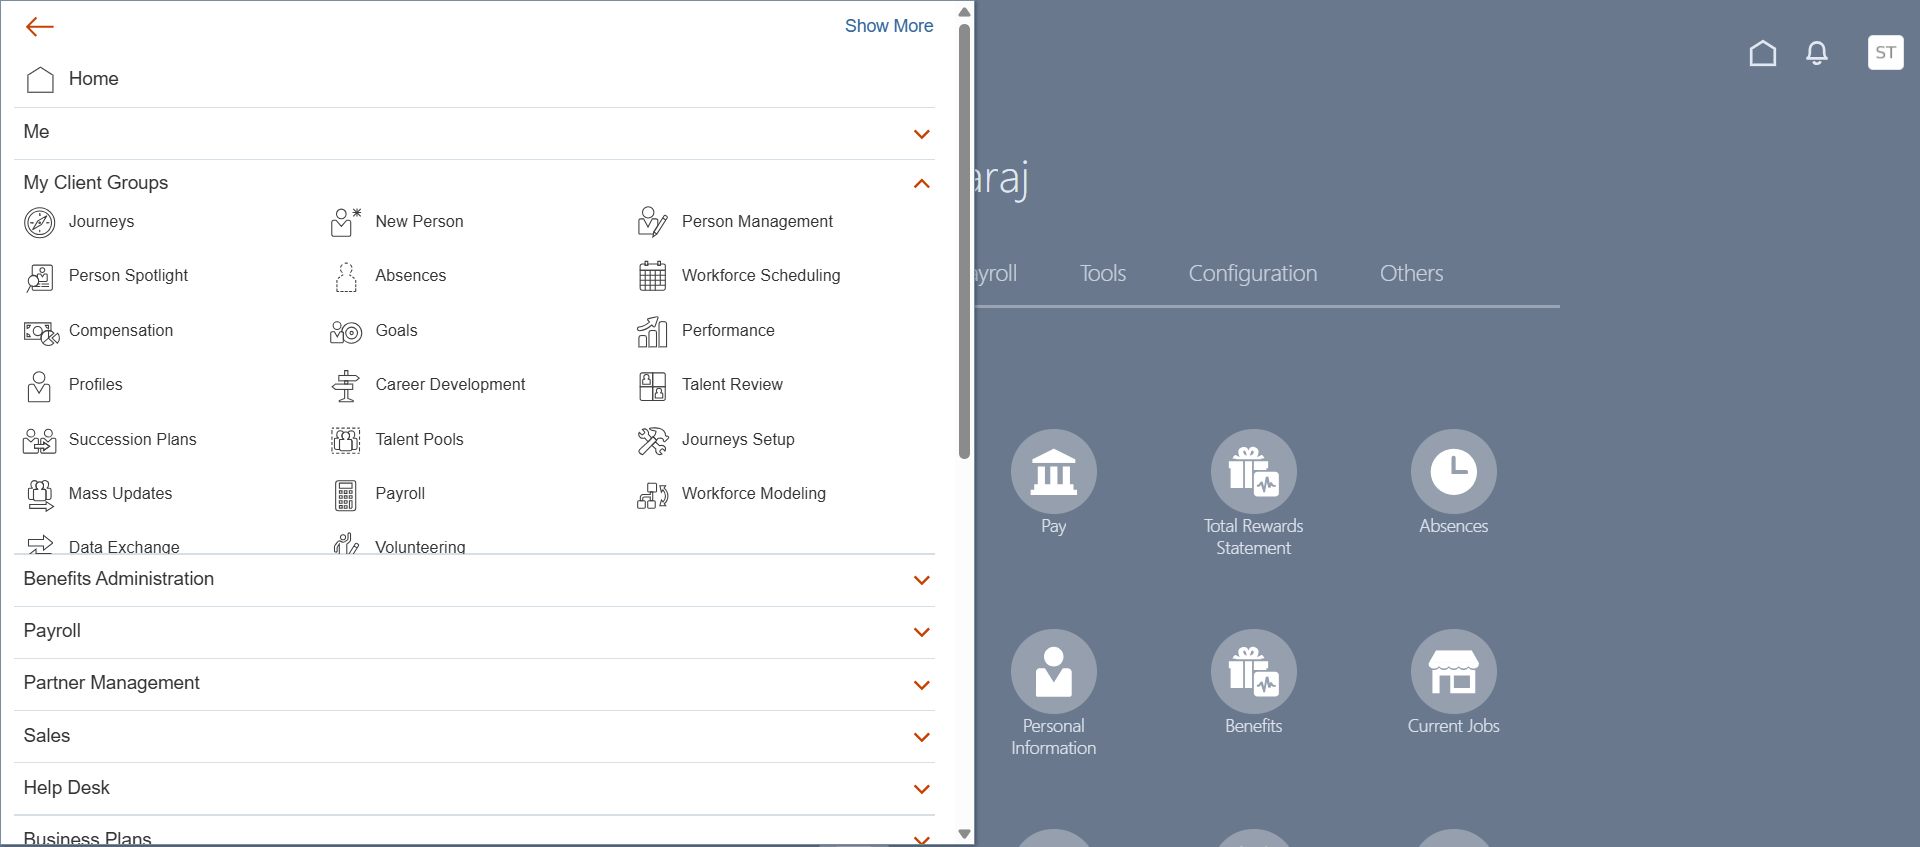 Show More
Home
Me
My Client Groups
Journeys
New Person
Person Management
Person Spotlight
Absences
Workforce Scheduling
Compensation
Goals
Performance
Profiles
Career Development
Talent Review
Succession Plans
Talent Pools
Journeys Setup
Mass Updates
Payroll
Workforce Modeling
Data Exchange
Volunteering
Benefits Administration
Payroll
Partner Management
Sales
Help Desk
Business Plans
ST
araj
ayroll
Tools
Configuration
Others
Pay
Total Rewards
Statement
Absences
Personal
Information
Benefits
Current Jobs